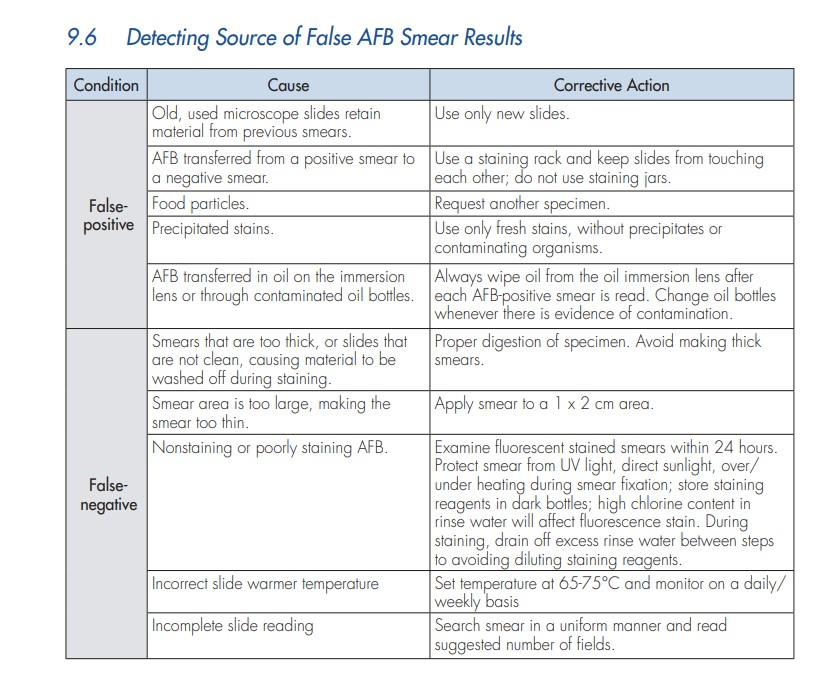 9.6 Detecting Source of False AFB Smear Results
Condition Cause Corrective Action
False-
positive
Old, used microscope slides retain
material from previous smears.
Use only new slides.
AFB transferred from a positive smear to
a negative smear.
Use a staining rack and keep slides from touching
each other; do not use staining jars.
Food particles.
Request another specimen.
Precipitated stains.
Use only fresh stains, without precipitates or
contaminating organisms.
AFB transferred in oil on the immersion
lens or through contaminated oil bottles.
Always wipe oil from the oil immersion lens after
each AFB-positive smear is read. Change oil bottles
whenever there is evidence of contamination.
False-
negative
Smears that are too thick, or slides that
are not clean, causing material to be
washed off during staining.
Proper digestion of specimen. Avoid making thick
smears.
Smear area is too large, making the
smear too thin.
Apply smear to a 1 x 2 cm area.
Nonstaining or poorly staining AFB.
Examine fluorescent stained smears within 24 hours.
Protect smear from UV light, direct sunlight, over/
under heating during smear fixation; store staining
reagents in dark bottles; high chlorine content in
rinse water will affect fluorescence stain. During
staining, drain off excess rinse water between steps
to avoiding diluting staining reagents.
Incorrect slide warmer temperature
Set temperature at 65-75°C and monitor on a daily/
weekly basis
Incomplete slide reading
Search smear in a uniform manner and read
suggested number of fields.